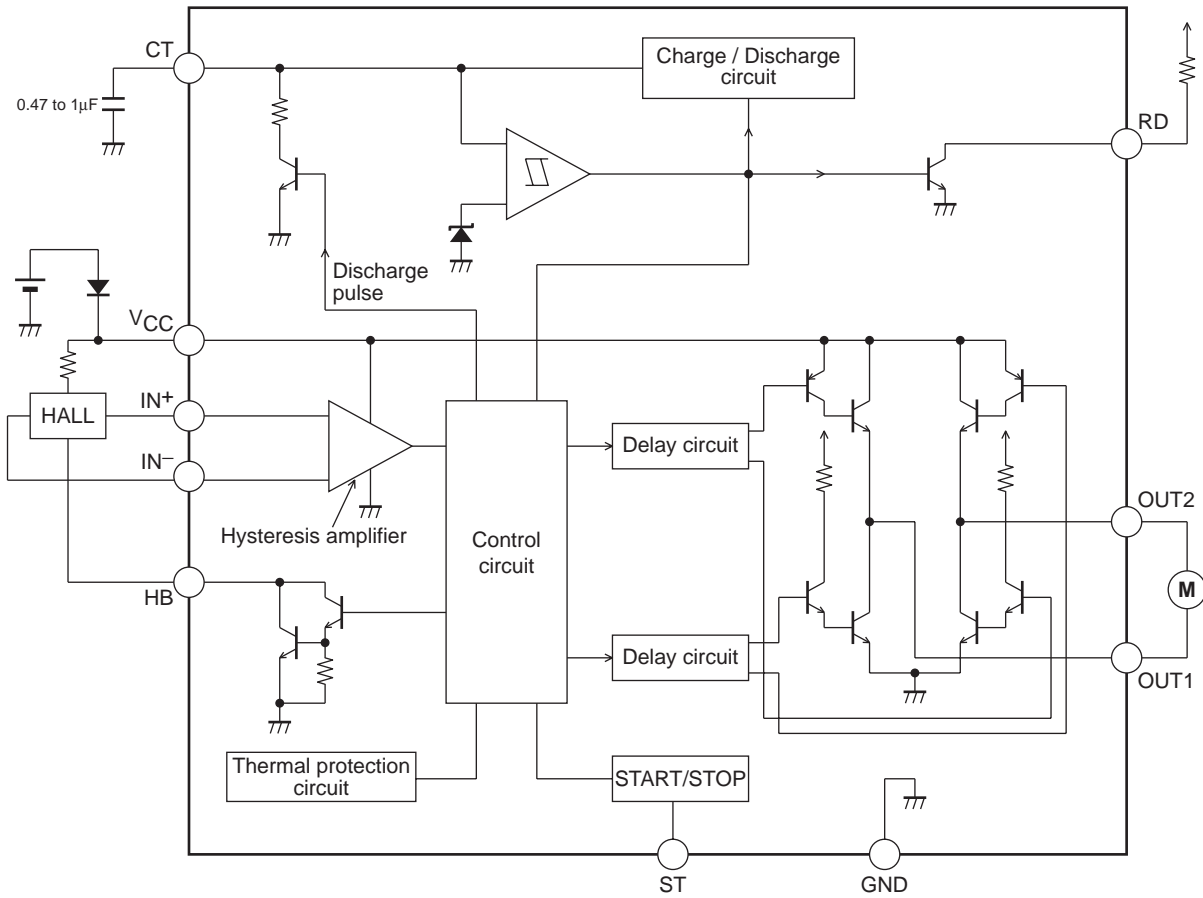 CT
0.47 to 1µF
Charge / Discharge
circuit
RD
Discharge
pulse
VCC
IN+
HALL
IN−
Hysteresis amplifier
HB
Control
circuit
Delay circuit
Delay circuit
OUT2
M
OUT1
Thermal protection
circuit
START/STOP
ST
GND